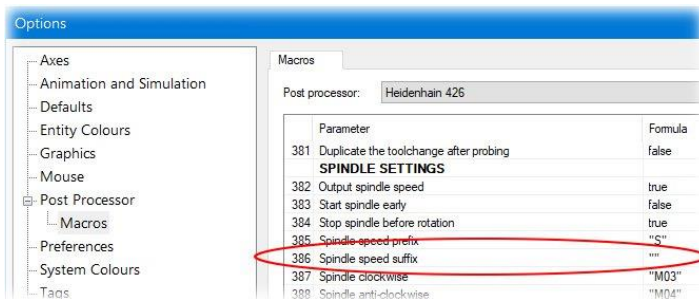 Options
Axes
Animation and Simulation
Defaults
Entity Colours
Graphics
Mouse
Post Processor
Macros
Preferences
System Colours
Tags
Macros
Post processor: Heidenhain 426
Parameter Formula
381 Duplicate the toolchange after probing false
SPINDLE SETTINGS
382 Output spindle speed true
383 Start spindle early false
384 Stop spindle before rotation true
385 Spindle speed prefix "S"
386 Spindle speed suffix ""
387 Spindle clockwise "M03"
388 Spindle anti-clockwise "M04"